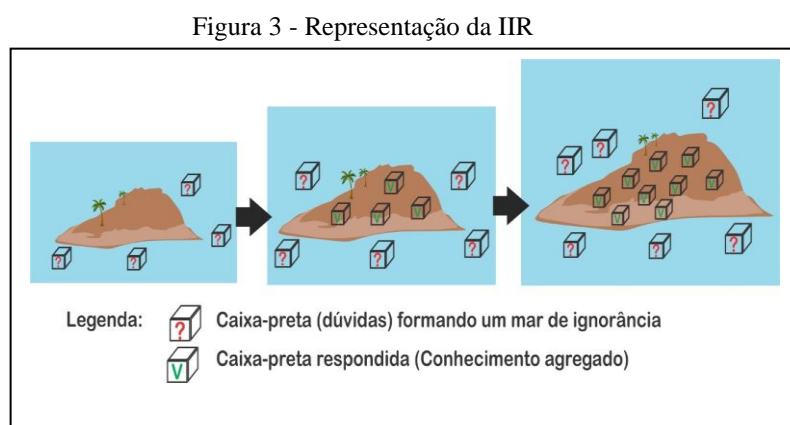 Figura 3 - Representação da IIR
?
?
? ?
? V ?
V V V
? ? ?
?
? ?
V V
V V V
V V V
V V
? ? ?
Legenda: ? Caixa-preta (dúvidas) formando um mar de ignorância
V Caixa-preta respondida (Conhecimento agregado)